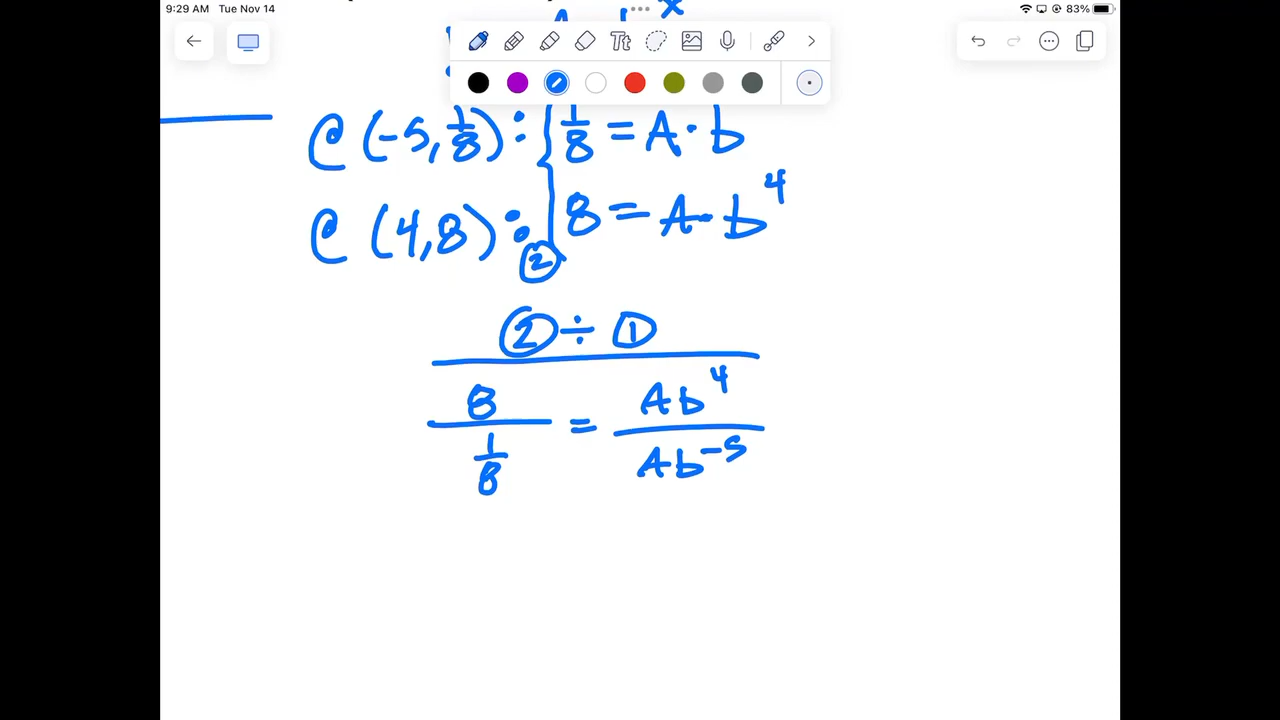 9:29 AM Tue Nov 14 83%
Tt
@ (-5, 1/8) : { 1/8 = A · b
@ (4,8) : { 8 = A · b^4
②
② ÷ ①
8 / (1/8) = Ab^4 / Ab^-5